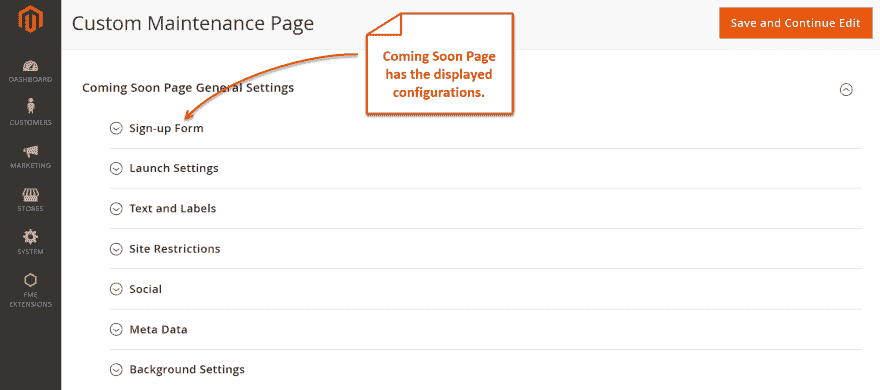 Custom Maintenance Page
Save and Continue Edit
Coming Soon Page
has the displayed
configurations.
DASHBOARD
CUSTOMERS
MARKETING
STORES
SYSTEM
FME
EXTENSIONS
Coming Soon Page General Settings
Sign-up Form
Launch Settings
Text and Labels
Site Restrictions
Social
Meta Data
Background Settings